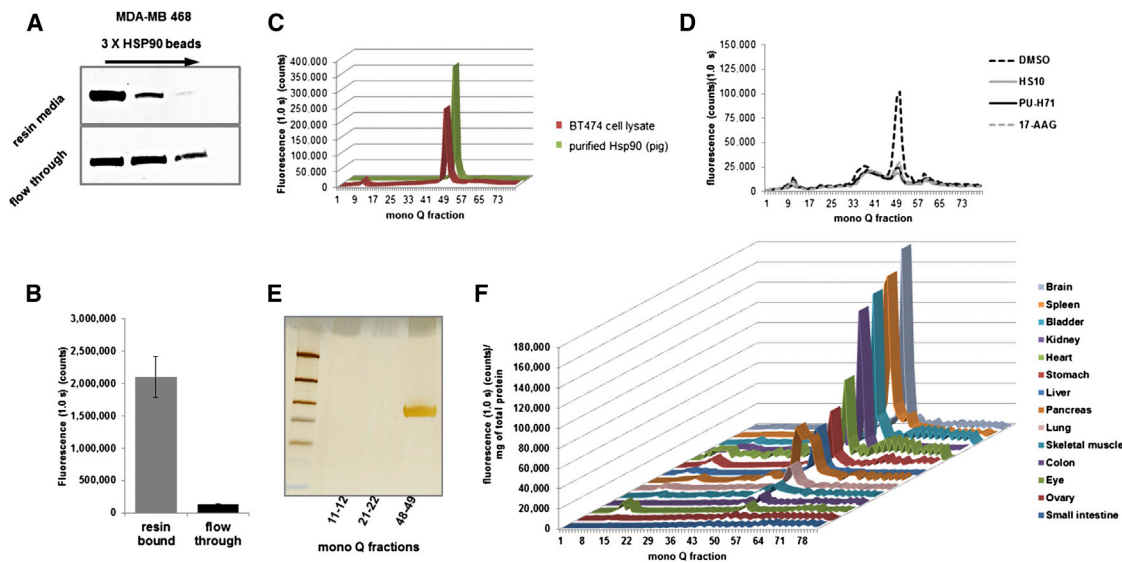 A
MDA-MB 468
3 X HSP90 beads
resin media
flow through
B
Fluorescence (1.0 s) (counts)
3,000,000
2,500,000
2,000,000
1,500,000
1,000,000
500,000
0
resin bound
flow through
C
Fluorescence (1.0 s) (counts)
400.000
350.000
300.000
250.000
200.000
150.000
100.000
50.000
0
1 9 17 25 33 41 49 57 65 73
mono Q fraction
BT474 cell lysate
purified Hsp90 (pig)
D
fluorescence (counts)(1.0 s)
150,000
125,000
100,000
75,000
50,000
25,000
0
1 9 17 25 33 41 49 57 65 73
mono Q fraction
DMSO
HS10
PU-H71
17-AAG
E
11-12
21-22
48-49
mono Q fractions
F
fluorescence (1.0 s) (counts)/
mg of total protein
180,000
160,000
140,000
120,000
100,000
80,000
60,000
40,000
20,000
0
1 8 15 22 29 36 43 50 57 64 71 78
mono Q fraction
Brain
Spleen
Bladder
Kidney
Heart
Stomach
Liver
Pancreas
Lung
Skeletal muscle
Colon
Eye
Ovary
Small intestine